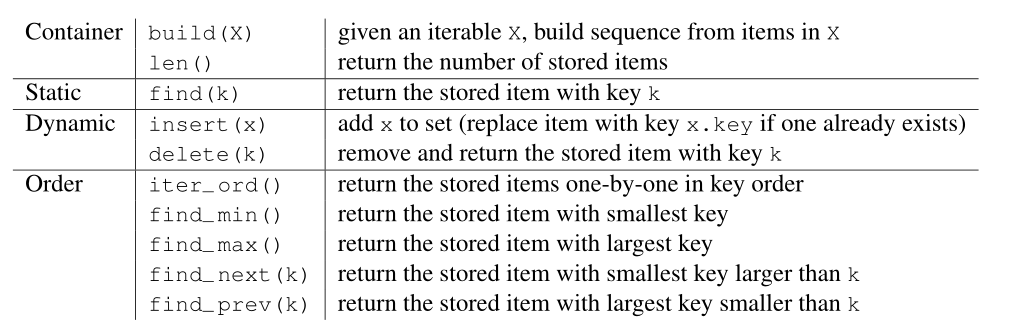 Container build(X) given an iterable X, build sequence from items in X
len() return the number of stored items
Static find(k) return the stored item with key k
Dynamic insert(x) add x to set (replace item with key x.key if one already exists)
delete(k) remove and return the stored item with key k
Order iter_ord() return the stored items one-by-one in key order
find_min() return the stored item with smallest key
find_max() return the stored item with largest key
find_next(k) return the stored item with smallest key larger than k
find_prev(k) return the stored item with largest key smaller than k